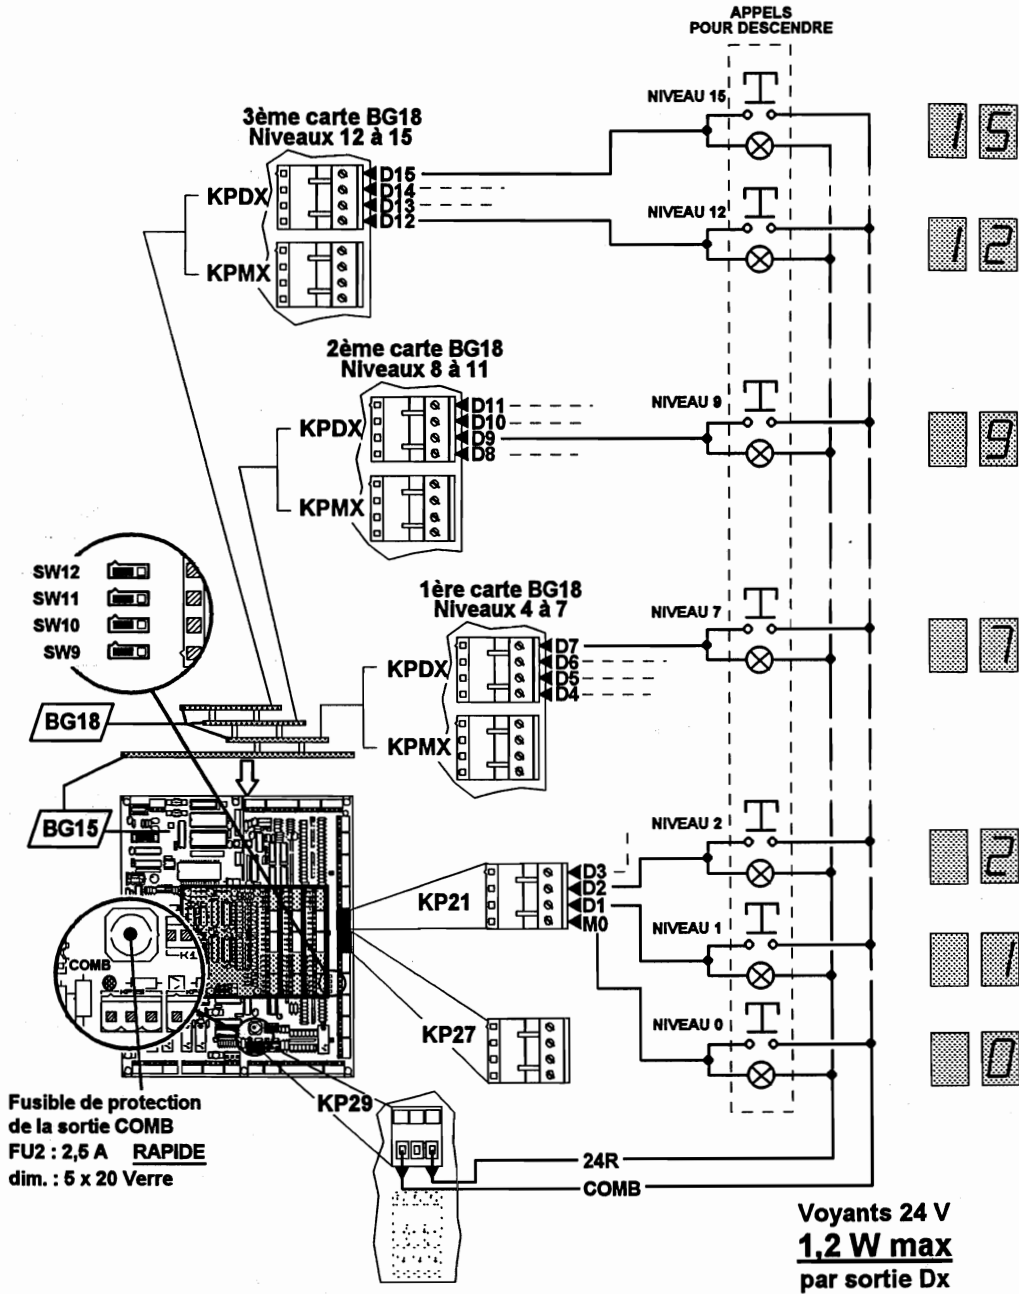 APPELS
POUR DESCENDRE
NIVEAU 15
15
3ème carte BG18
Niveaux 12 à 15
KPDX
D15
D14
D13
D12
KPMX
NIVEAU 12
12
2ème carte BG18
Niveaux 8 à 11
KPDX
D11
D10
D9
D8
KPMX
NIVEAU 9
9
SW12
SW11
SW10
SW9
1ère carte BG18
Niveaux 4 à 7
KPDX
D7
D6
D5
D4
KPMX
NIVEAU 7
7
BG18
BG15
NIVEAU 2
2
KP21
D3
D2
D1
M0
NIVEAU 1
1
COMB
K1
KP27
NIVEAU 0
0
KP29
Fusible de protection
de la sortie COMB
FU2 : 2,5 A RAPIDE
dim. : 5 x 20 Verre
24R
COMB
Voyants 24 V
1,2 W max
par sortie Dx